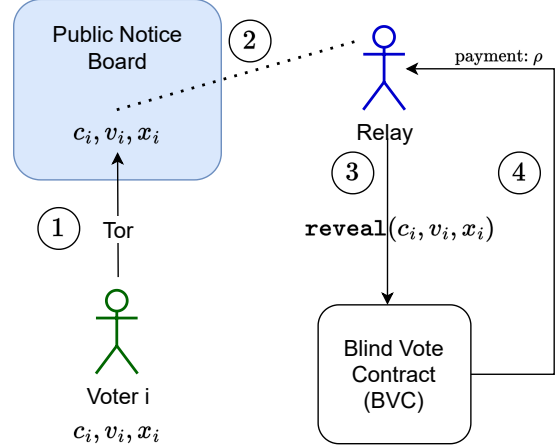 Public Notice
Board
c_i, v_i, x_i
2
payment: ρ
Relay
1
Tor
3
4
reveal(c_i, v_i, x_i)
Voter i
c_i, v_i, x_i
Blind Vote
Contract
(BVC)